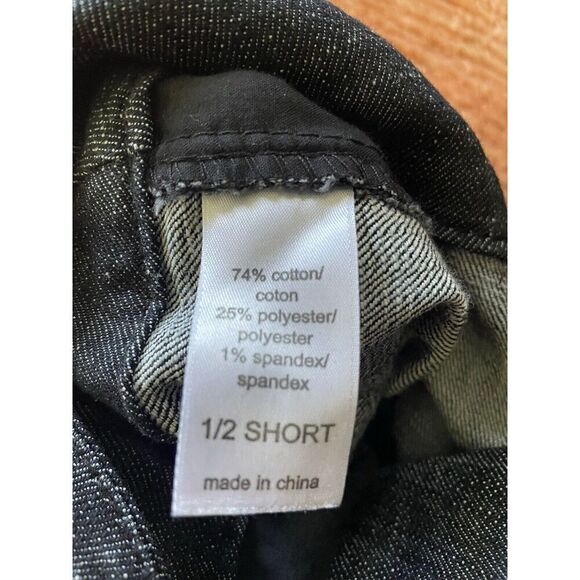 74% cotton/
coton
25% polyester/
polyester
1% spandex/
spandex
1/2 SHORT
made in china